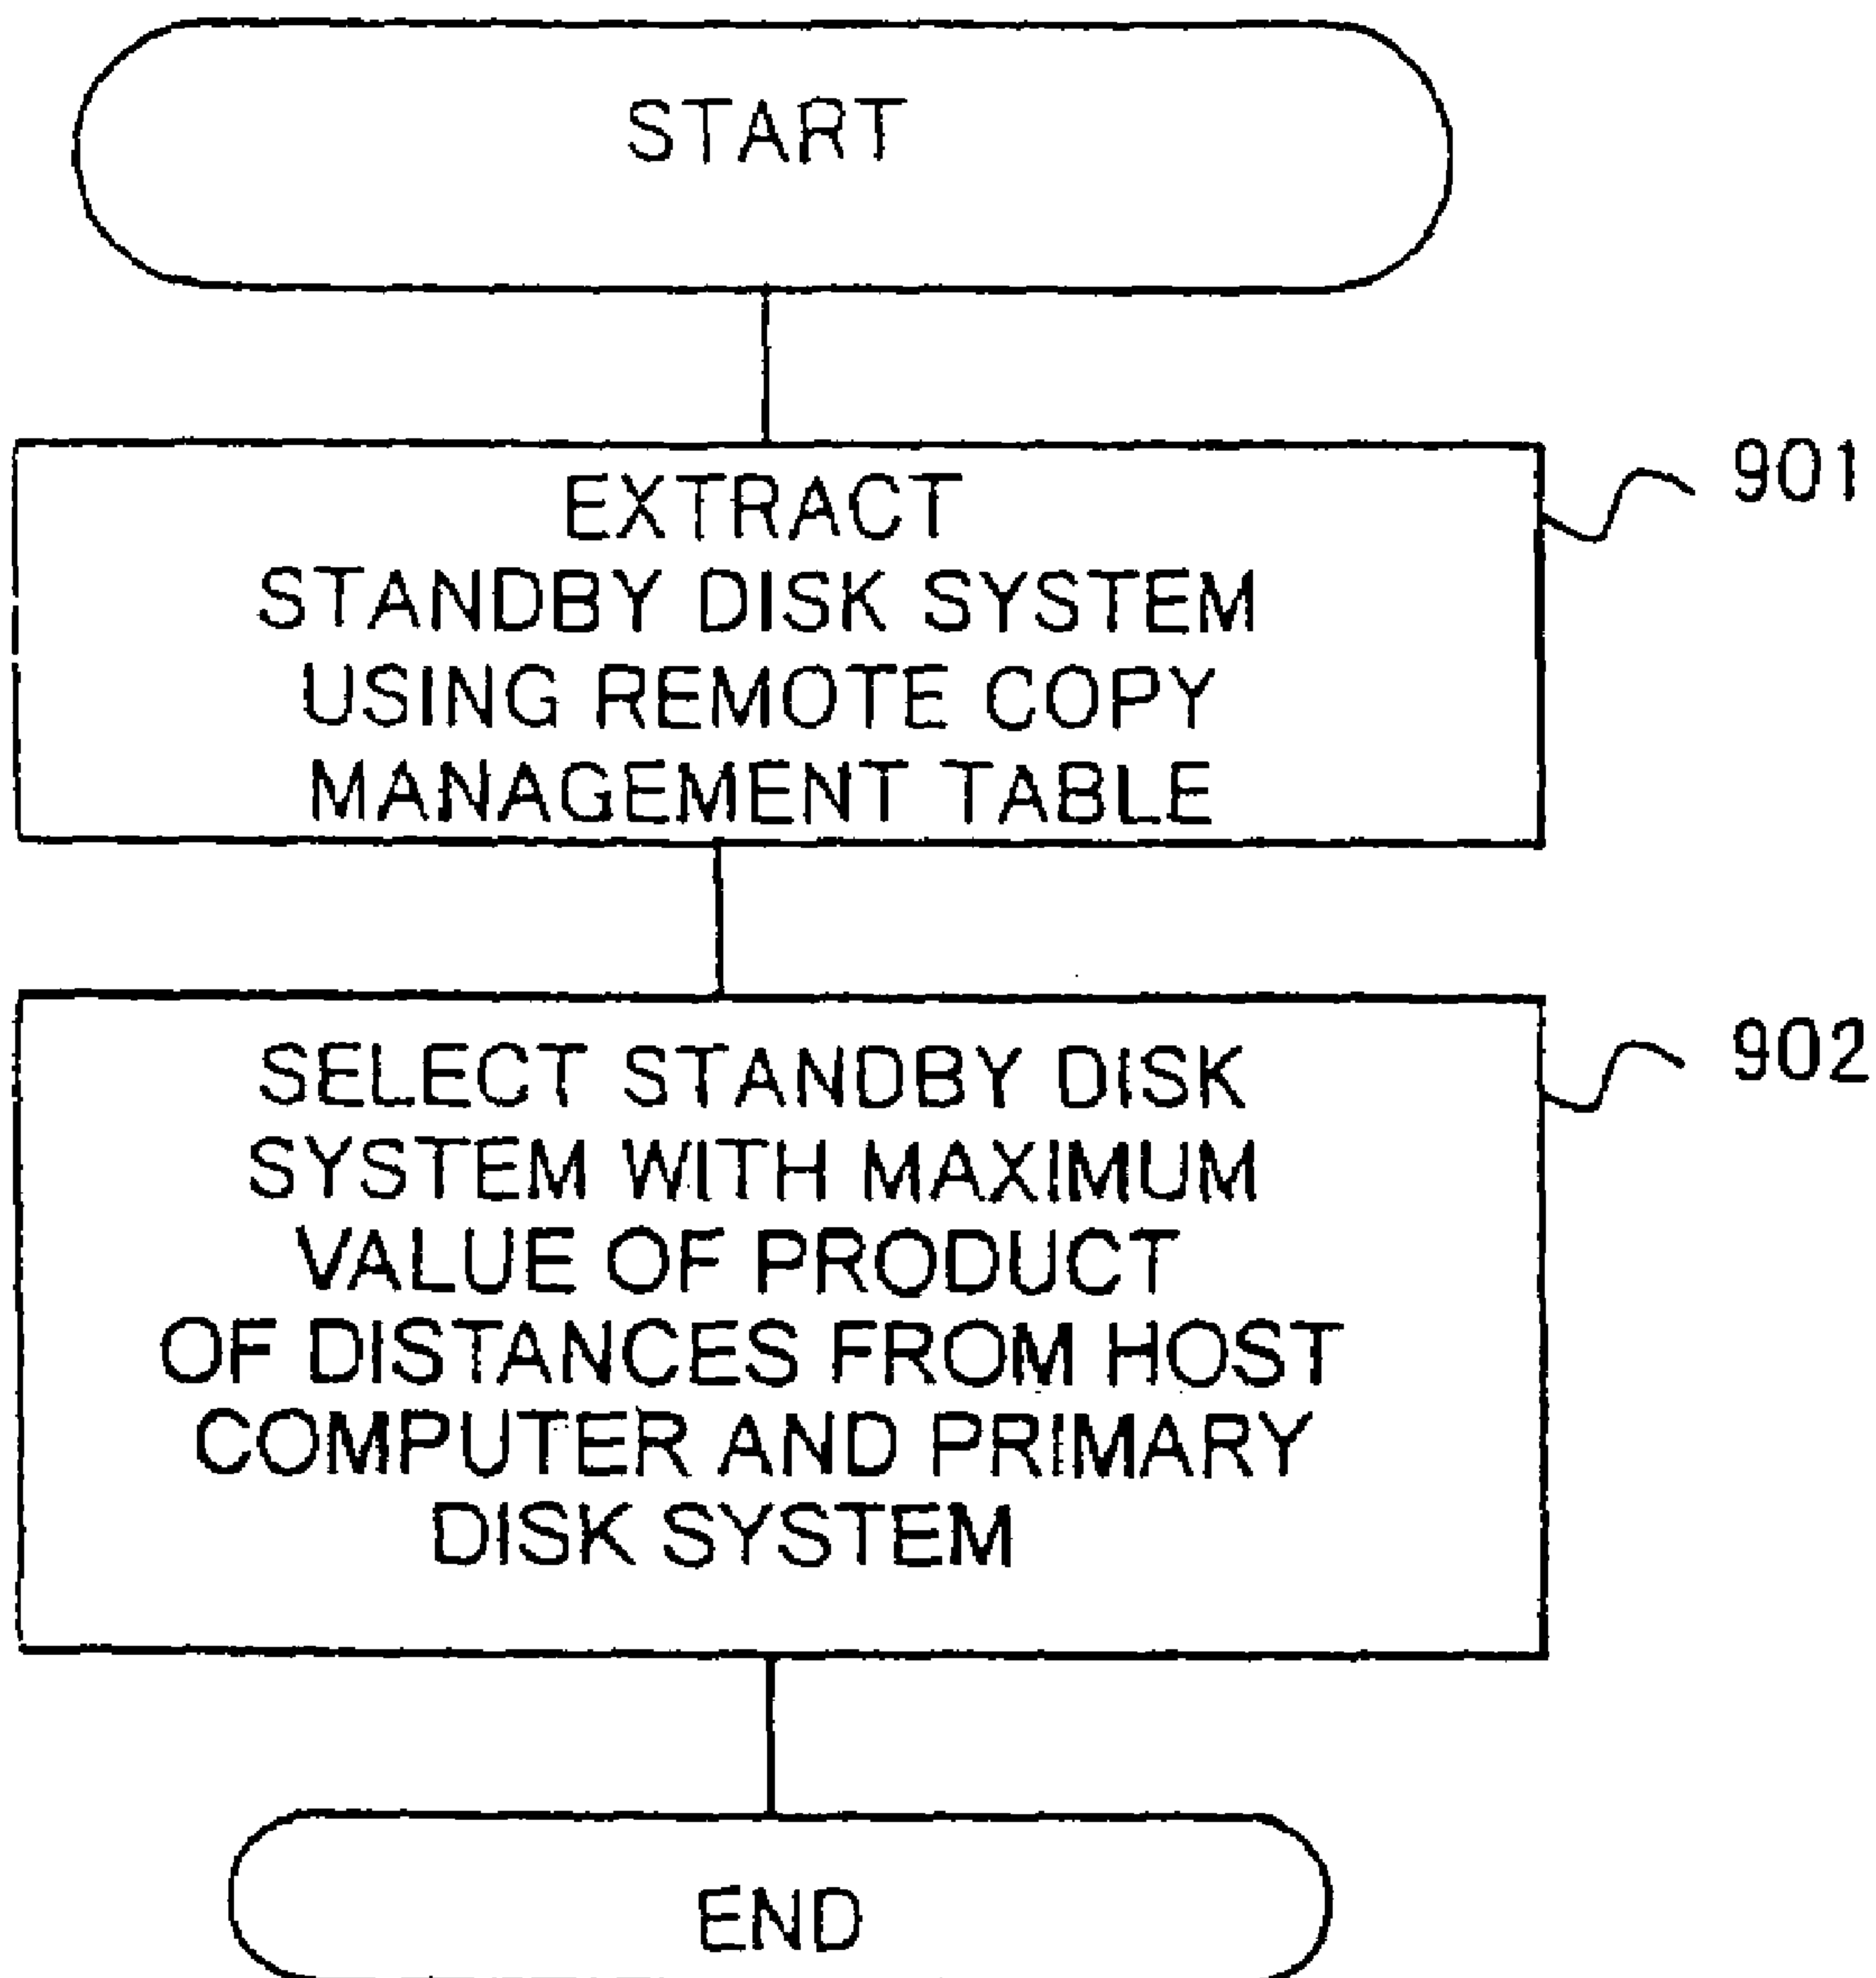 START
EXTRACT
STANDBY DISK SYSTEM
USING REMOTE COPY
MANAGEMENT TABLE
901
SELECT STANDBY DISK
SYSTEM WITH MAXIMUM
VALUE OF PRODUCT
OF DISTANCES FROM HOST
COMPUTER AND PRIMARY
DISK SYSTEM
902
END